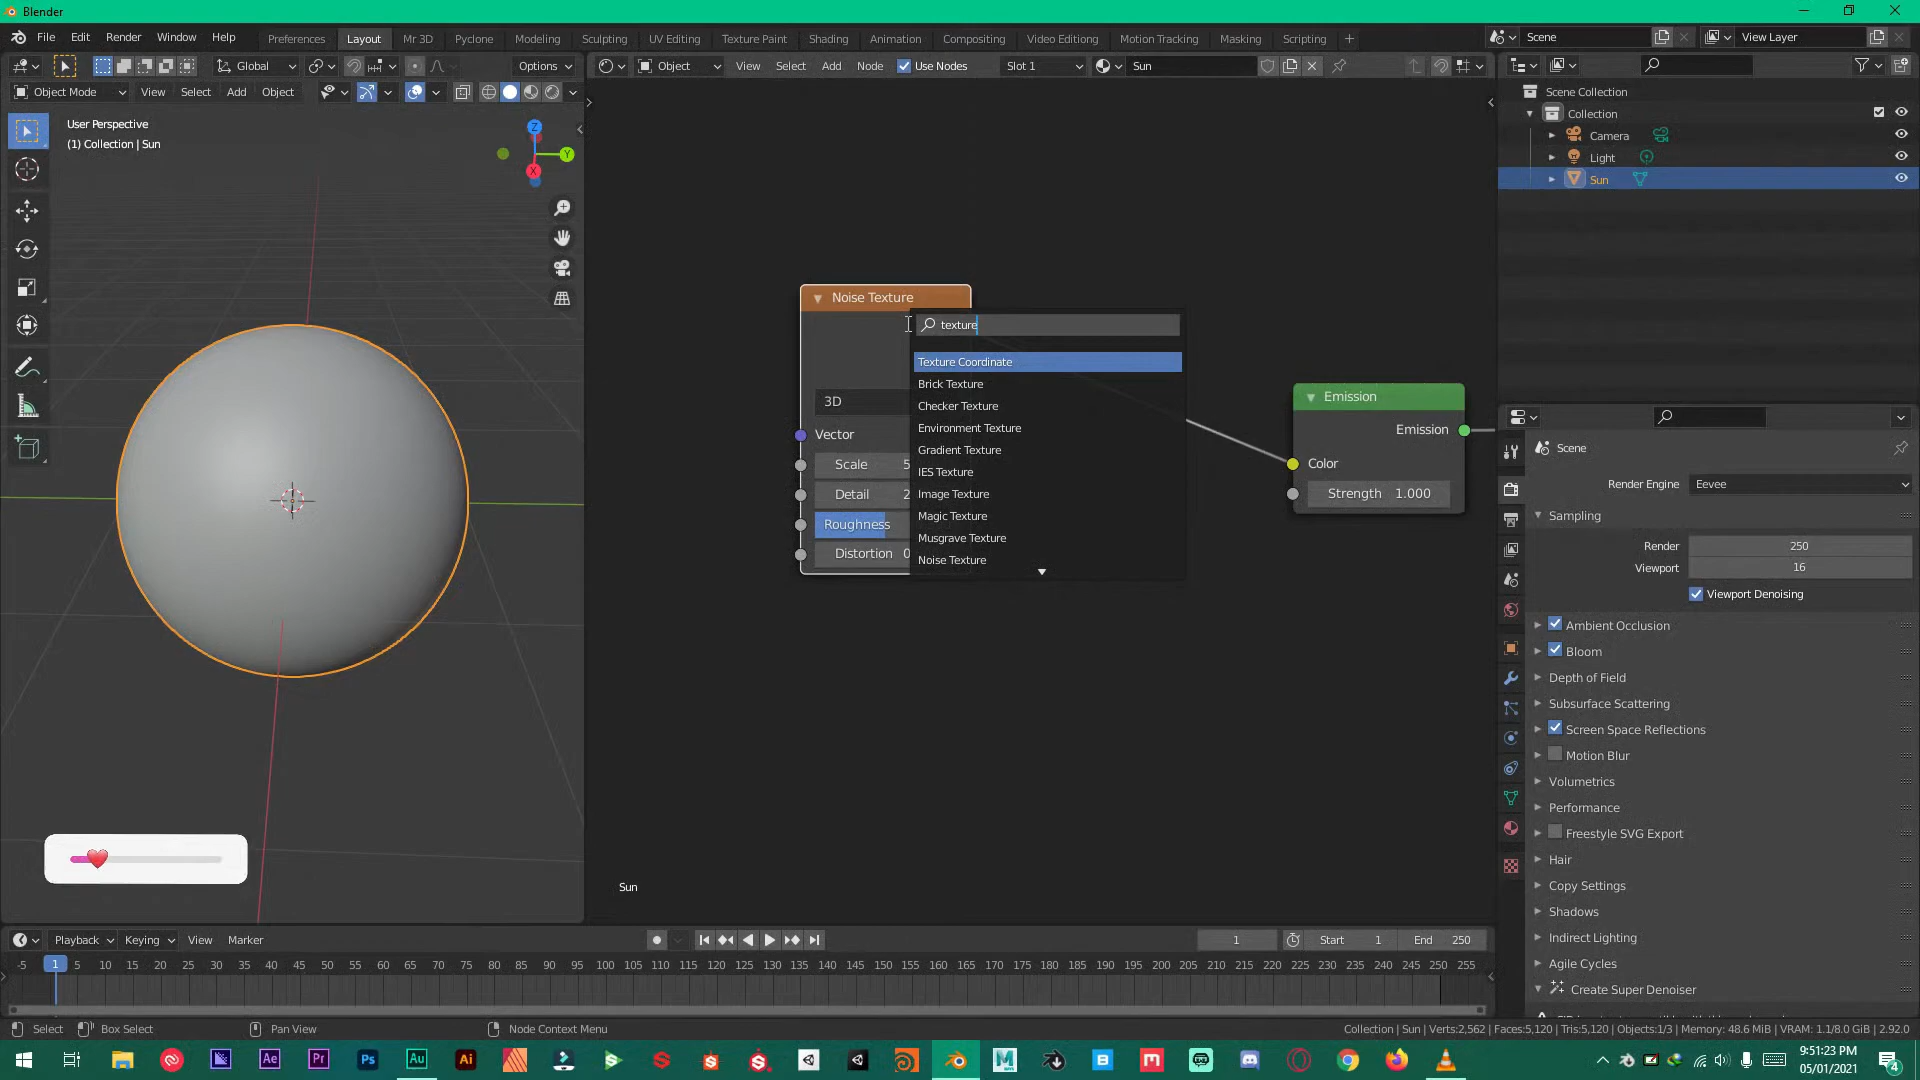 Blender
File Edit Render Window Help
Preferences Layout Mr 3D Pyclone Modeling Sculpting UV Editing Texture Paint Shading Animation Compositing Video Editing Motion Tracking Masking Scripting +
Scene
View Layer
Global
Options
Object View Select Add Node Use Nodes Slot 1 Sun
Object Mode View Select Add Object
User Perspective
(1) Collection | Sun
Z
Y
X
Scene Collection
Collection
Camera
Light
Sun
Noise Texture
3D
Vector
Scale 5
Detail 2
Roughness
Distortion 0
texture
Texture Coordinate
Brick Texture
Checker Texture
Environment Texture
Gradient Texture
IES Texture
Image Texture
Magic Texture
Musgrave Texture
Noise Texture
Emission
Emission
Color
Strength 1.000
Sun
Scene
Render Engine Eevee
Sampling
Render 250
Viewport 16
Viewport Denoising
Ambient Occlusion
Bloom
Depth of Field
Subsurface Scattering
Screen Space Reflections
Motion Blur
Volumetrics
Performance
Freestyle SVG Export
Hair
Copy Settings
Shadows
Indirect Lighting
Agile Cycles
Create Super Denoiser
Playback Keying View Marker
1
Start 1 End 250
-5 1 5 10 15 20 25 30 35 40 45 50 55 60 65 70 75 80 85 90 95 100 105 110 115 120 125 130 135 140 145 150 155 160 165 170 175 180 185 190 195 200 205 210 215 220 225 230 235 240 245 250 255
Select Box Select Pan View Node Context Menu
Collection | Sun | Verts:2,562 | Faces:5,120 | Tris:5,120 | Objects:1/3 | Memory: 48.6 MiB | VRAM: 1.1/8.0 GiB | 2.92.0
Ae Pr Ps Au Ai
9:51:23 PM
05/01/2021
4